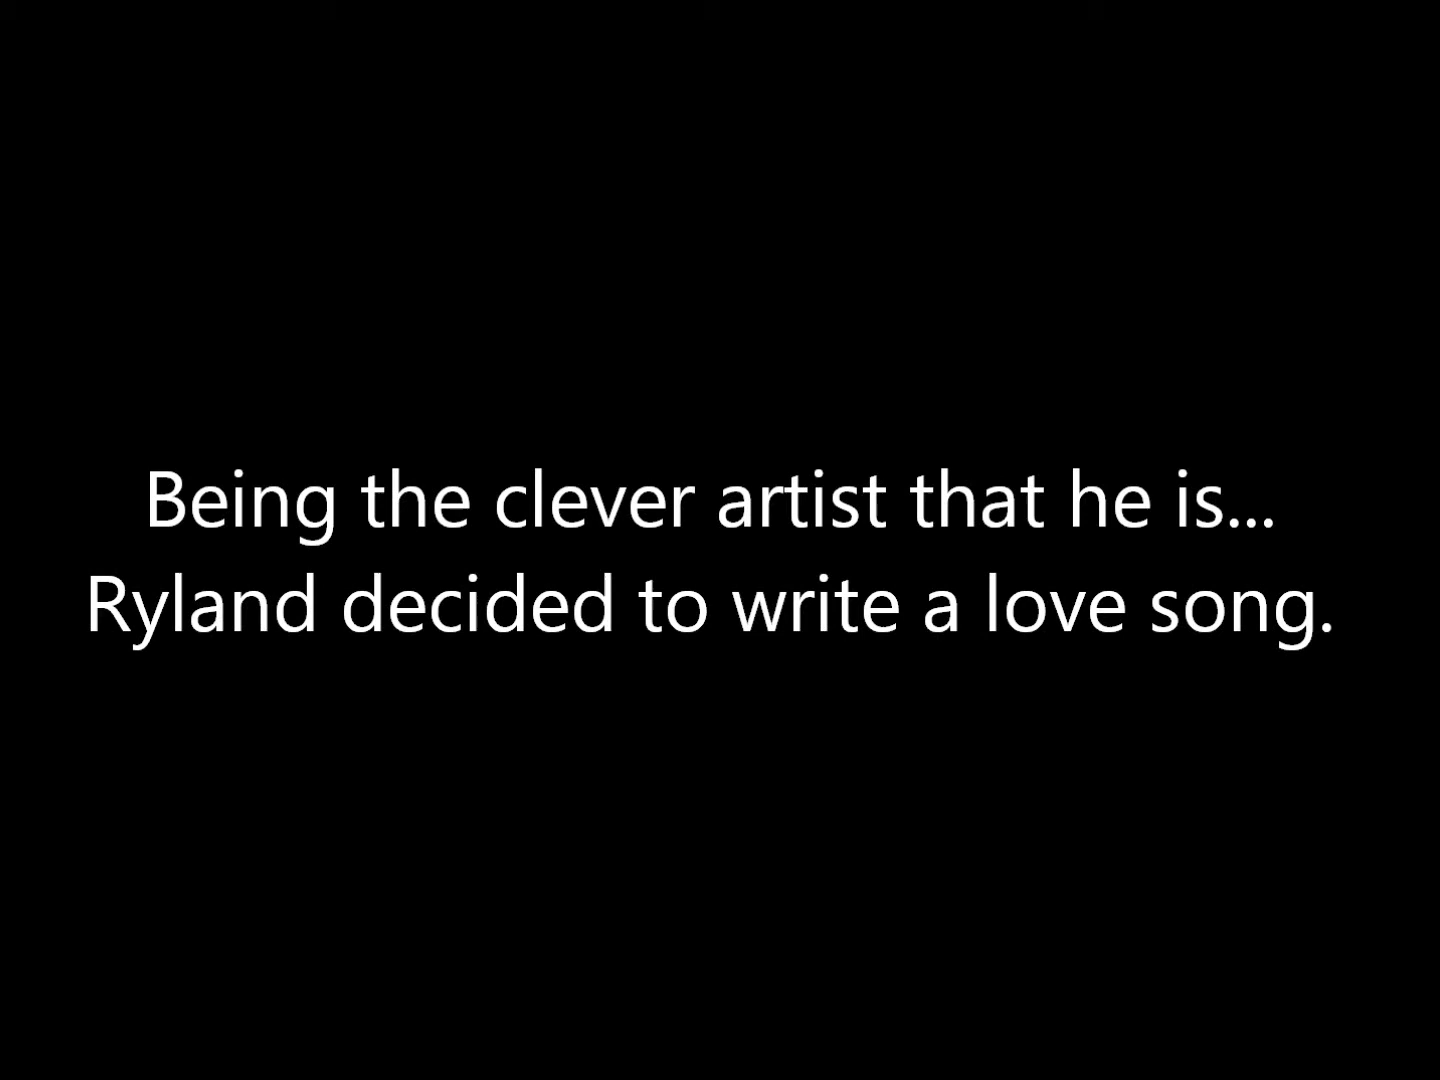 Being the clever artist that he is...
Ryland decided to write a love song.